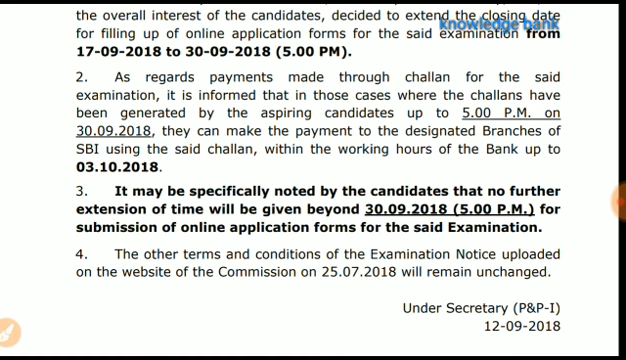 the overall interest of the candidates, decided to extend the closing date
knowledge bank
for filling up of online application forms for the said examination from
17-09-2018 to 30-09-2018 (5.00 PM).
2. As regards payments made through challan for the said
examination, it is informed that in those cases where the challans have
been generated by the aspiring candidates up to 5.00 P.M. on
30.09.2018, they can make the payment to the designated Branches of
SBI using the said challan, within the working hours of the Bank up to
03.10.2018.
3. It may be specifically noted by the candidates that no further
extension of time will be given beyond 30.09.2018 (5.00 P.M.) for
submission of online application forms for the said Examination.
4. The other terms and conditions of the Examination Notice uploaded
on the website of the Commission on 25.07.2018 will remain unchanged.
Under Secretary (P&P-I)
12-09-2018